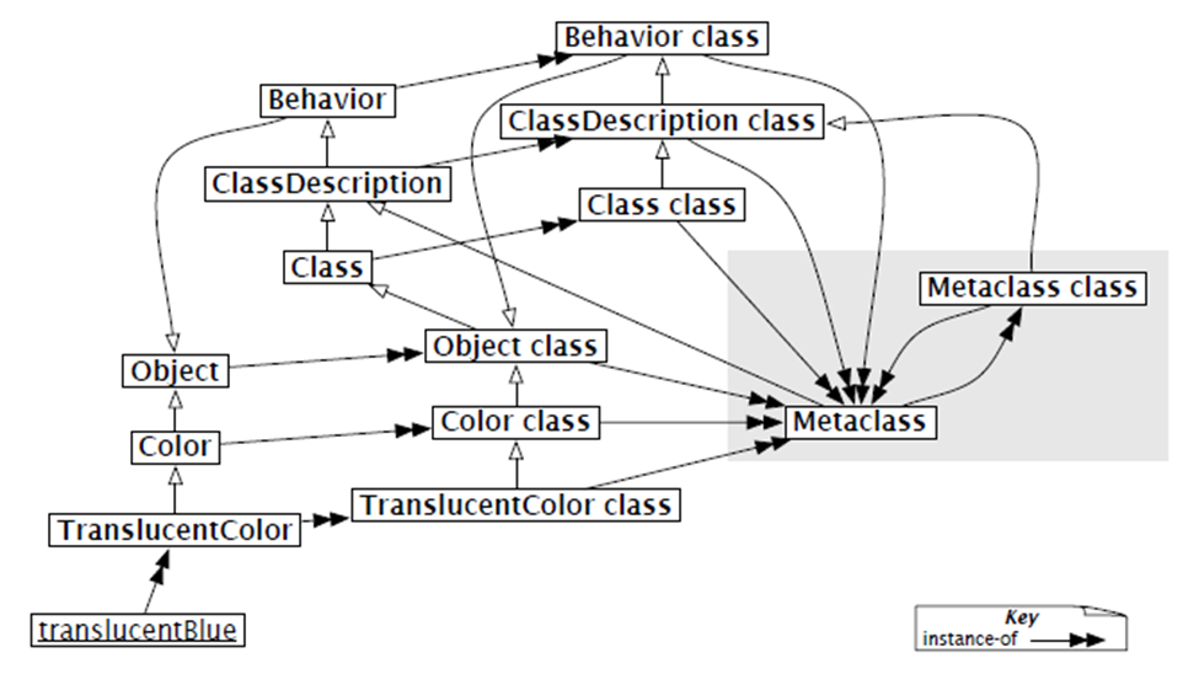 Behavior class
Behavior
ClassDescription class
ClassDescription
Class class
Class
Metaclass class
Object class
Object
Color class
Metaclass
Color
TranslucentColor class
TranslucentColor
translucentBlue
Key
instance-of